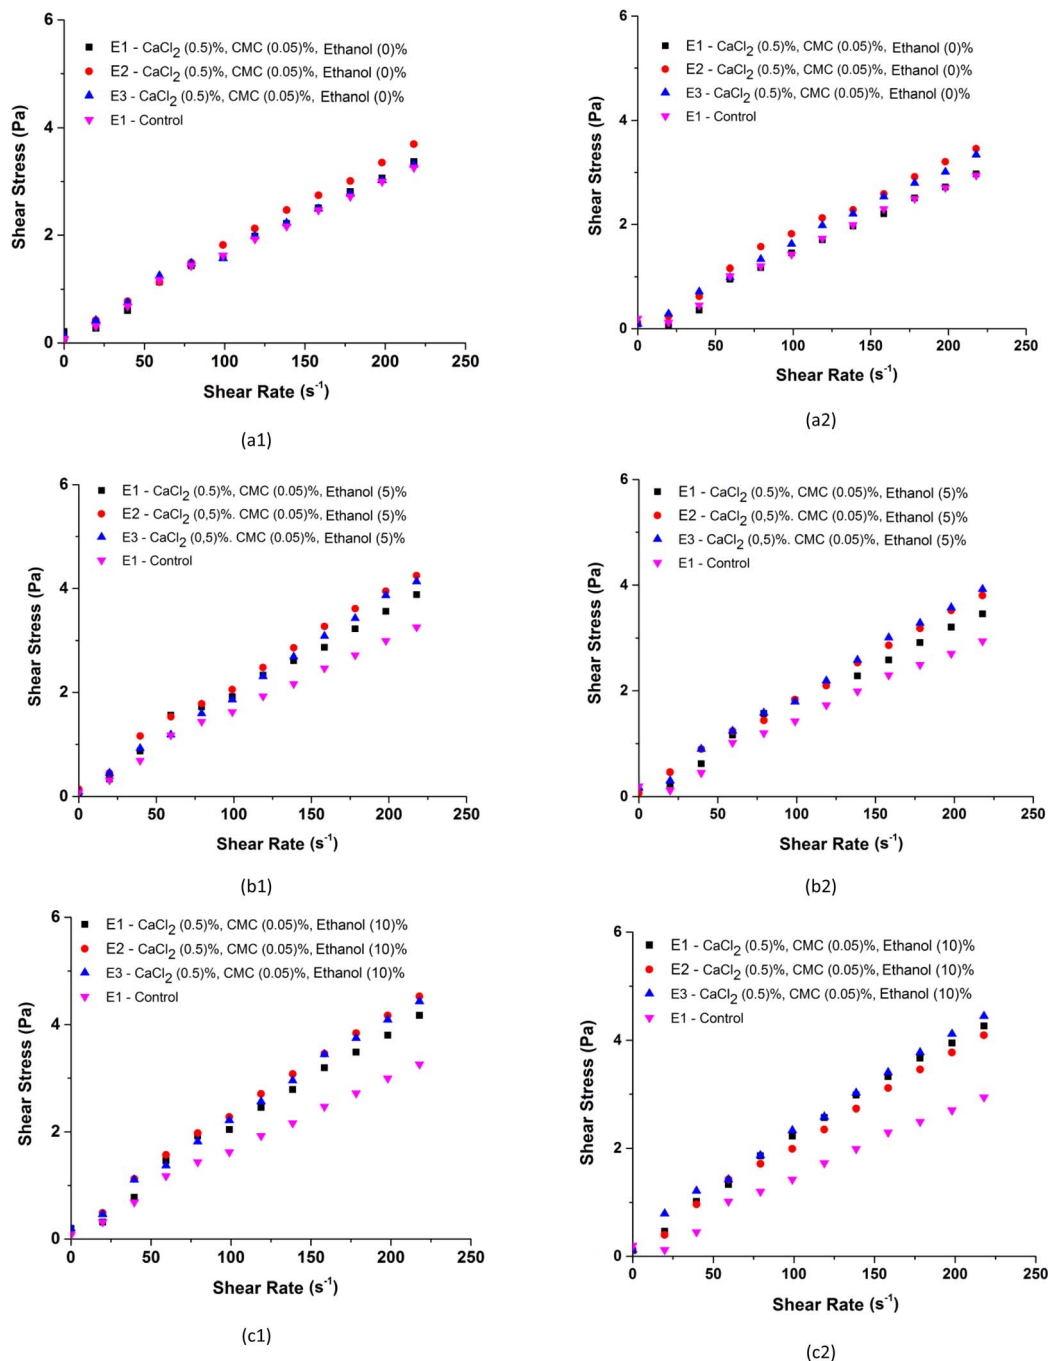 6
E1 - CaCl2 (0.5)%, CMC (0.05)%, Ethanol (0)%
E2 - CaCl2 (0.5)%, CMC (0.05)%, Ethanol (0)%
E3 - CaCl2 (0.5)%, CMC (0.05)%, Ethanol (0)%
E1 - Control
4
2
0
Shear Stress (Pa)
0 50 100 150 200 250
Shear Rate (s-1)
(a1)
6
E1 - CaCl2 (0.5)%, CMC (0.05)%, Ethanol (0)%
E2 - CaCl2 (0.5)%, CMC (0.05)%, Ethanol (0)%
E3 - CaCl2 (0.5)%, CMC (0.05)%, Ethanol (0)%
E1 - Control
4
2
0
Shear Stress (Pa)
0 50 100 150 200 250
Shear Rate (s-1)
(a2)
6
E1 - CaCl2 (0.5)%, CMC (0.05)%, Ethanol (5)%
E2 - CaCl2 (0,5)%. CMC (0.05)%, Ethanol (5)%
E3 - CaCl2 (0,5)%. CMC (0.05)%, Ethanol (5)%
E1 - Control
4
2
0
Shear Stress (Pa)
0 50 100 150 200 250
Shear Rate (s-1)
(b1)
6
E1 - CaCl2 (0.5)%, CMC (0.05)%, Ethanol (5)%
E2 - CaCl2 (0,5)%. CMC (0.05)%, Ethanol (5)%
E3 - CaCl2 (0,5)%. CMC (0.05)%, Ethanol (5)%
E1 - Control
4
2
0
Shear Stress (Pa)
0 50 100 150 200 250
Shear Rate (s-1)
(b2)
6
E1 - CaCl2 (0.5)%, CMC (0.05)%, Ethanol (10)%
E2 - CaCl2 (0.5)%, CMC (0.05)%, Ethanol (10)%
E3 - CaCl2 (0.5)%, CMC (0.05)%, Ethanol (10)%
E1 - Control
4
2
0
Shear Stress (Pa)
0 50 100 150 200 250
Shear Rate (s-1)
(c1)
6
E1 - CaCl2 (0.5)%, CMC (0.05)%, Ethanol (10)%
E2 - CaCl2 (0.5)%, CMC (0.05)%, Ethanol (10)%
E3 - CaCl2 (0.5)%, CMC (0.05)%, Ethanol (10)%
E1 - Control
4
2
0
Shear Stress (Pa)
0 50 100 150 200 250
Shear Rate (s-1)
(c2)